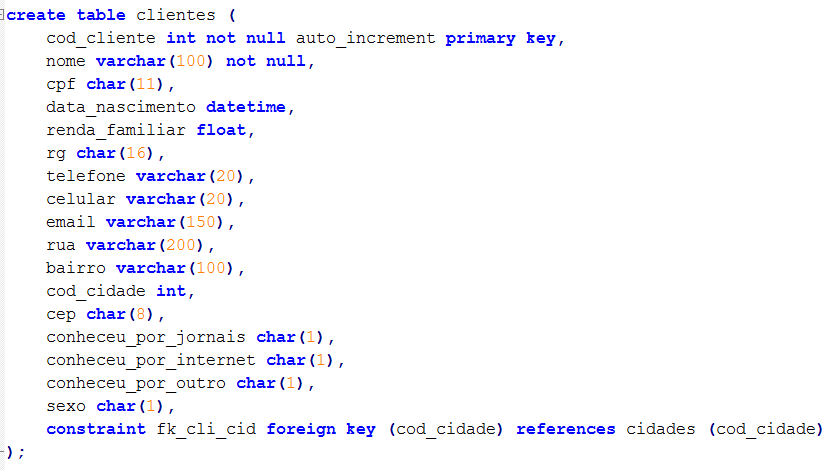 create table clientes (
    cod_cliente int not null auto_increment primary key,
    nome varchar(100) not null,
    cpf char(11),
    data_nascimento datetime,
    renda_familiar float,
    rg char(16),
    telefone varchar(20),
    celular varchar(20),
    email varchar(150),
    rua varchar(200),
    bairro varchar(100),
    cod_cidade int,
    cep char(8),
    conheceu_por_jornais char(1),
    conheceu_por_internet char(1),
    conheceu_por_outro char(1),
    sexo char(1),
    constraint fk_cli_cid foreign key (cod_cidade) references cidades (cod_cidade)
);